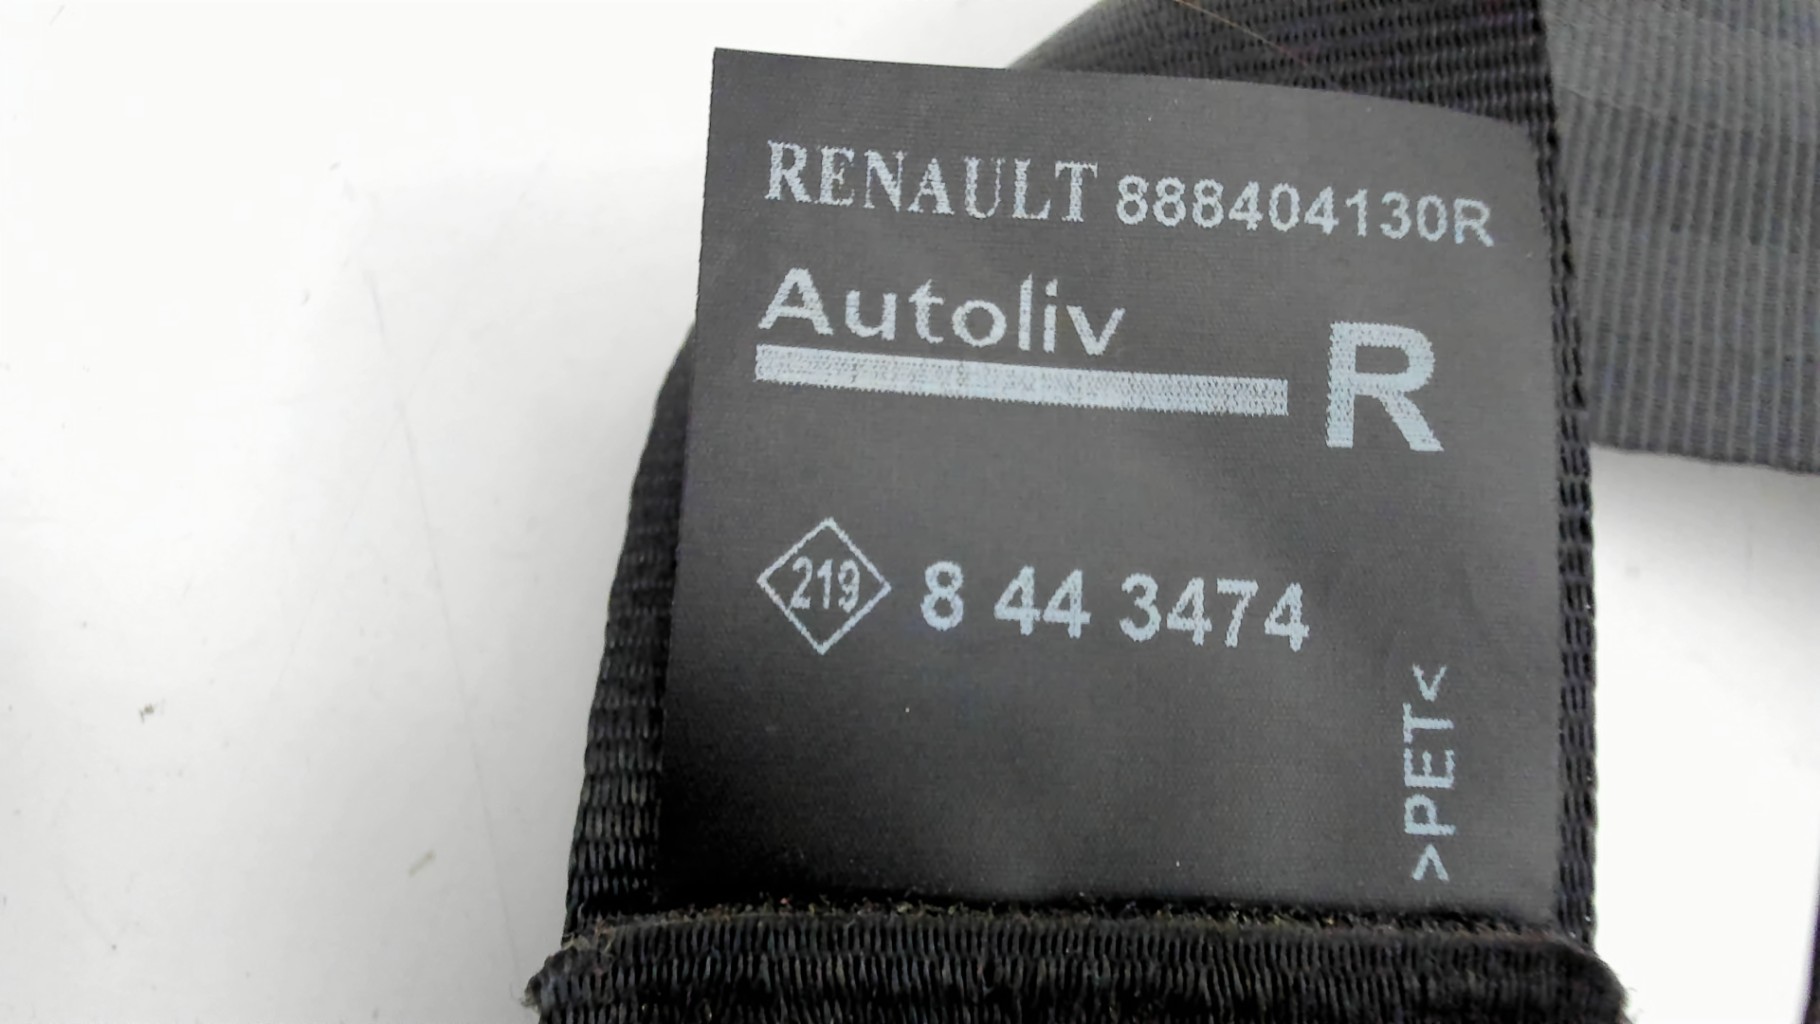 RENAULT 888404130R
Autoliv
R
219 8 44 3474
>PET<